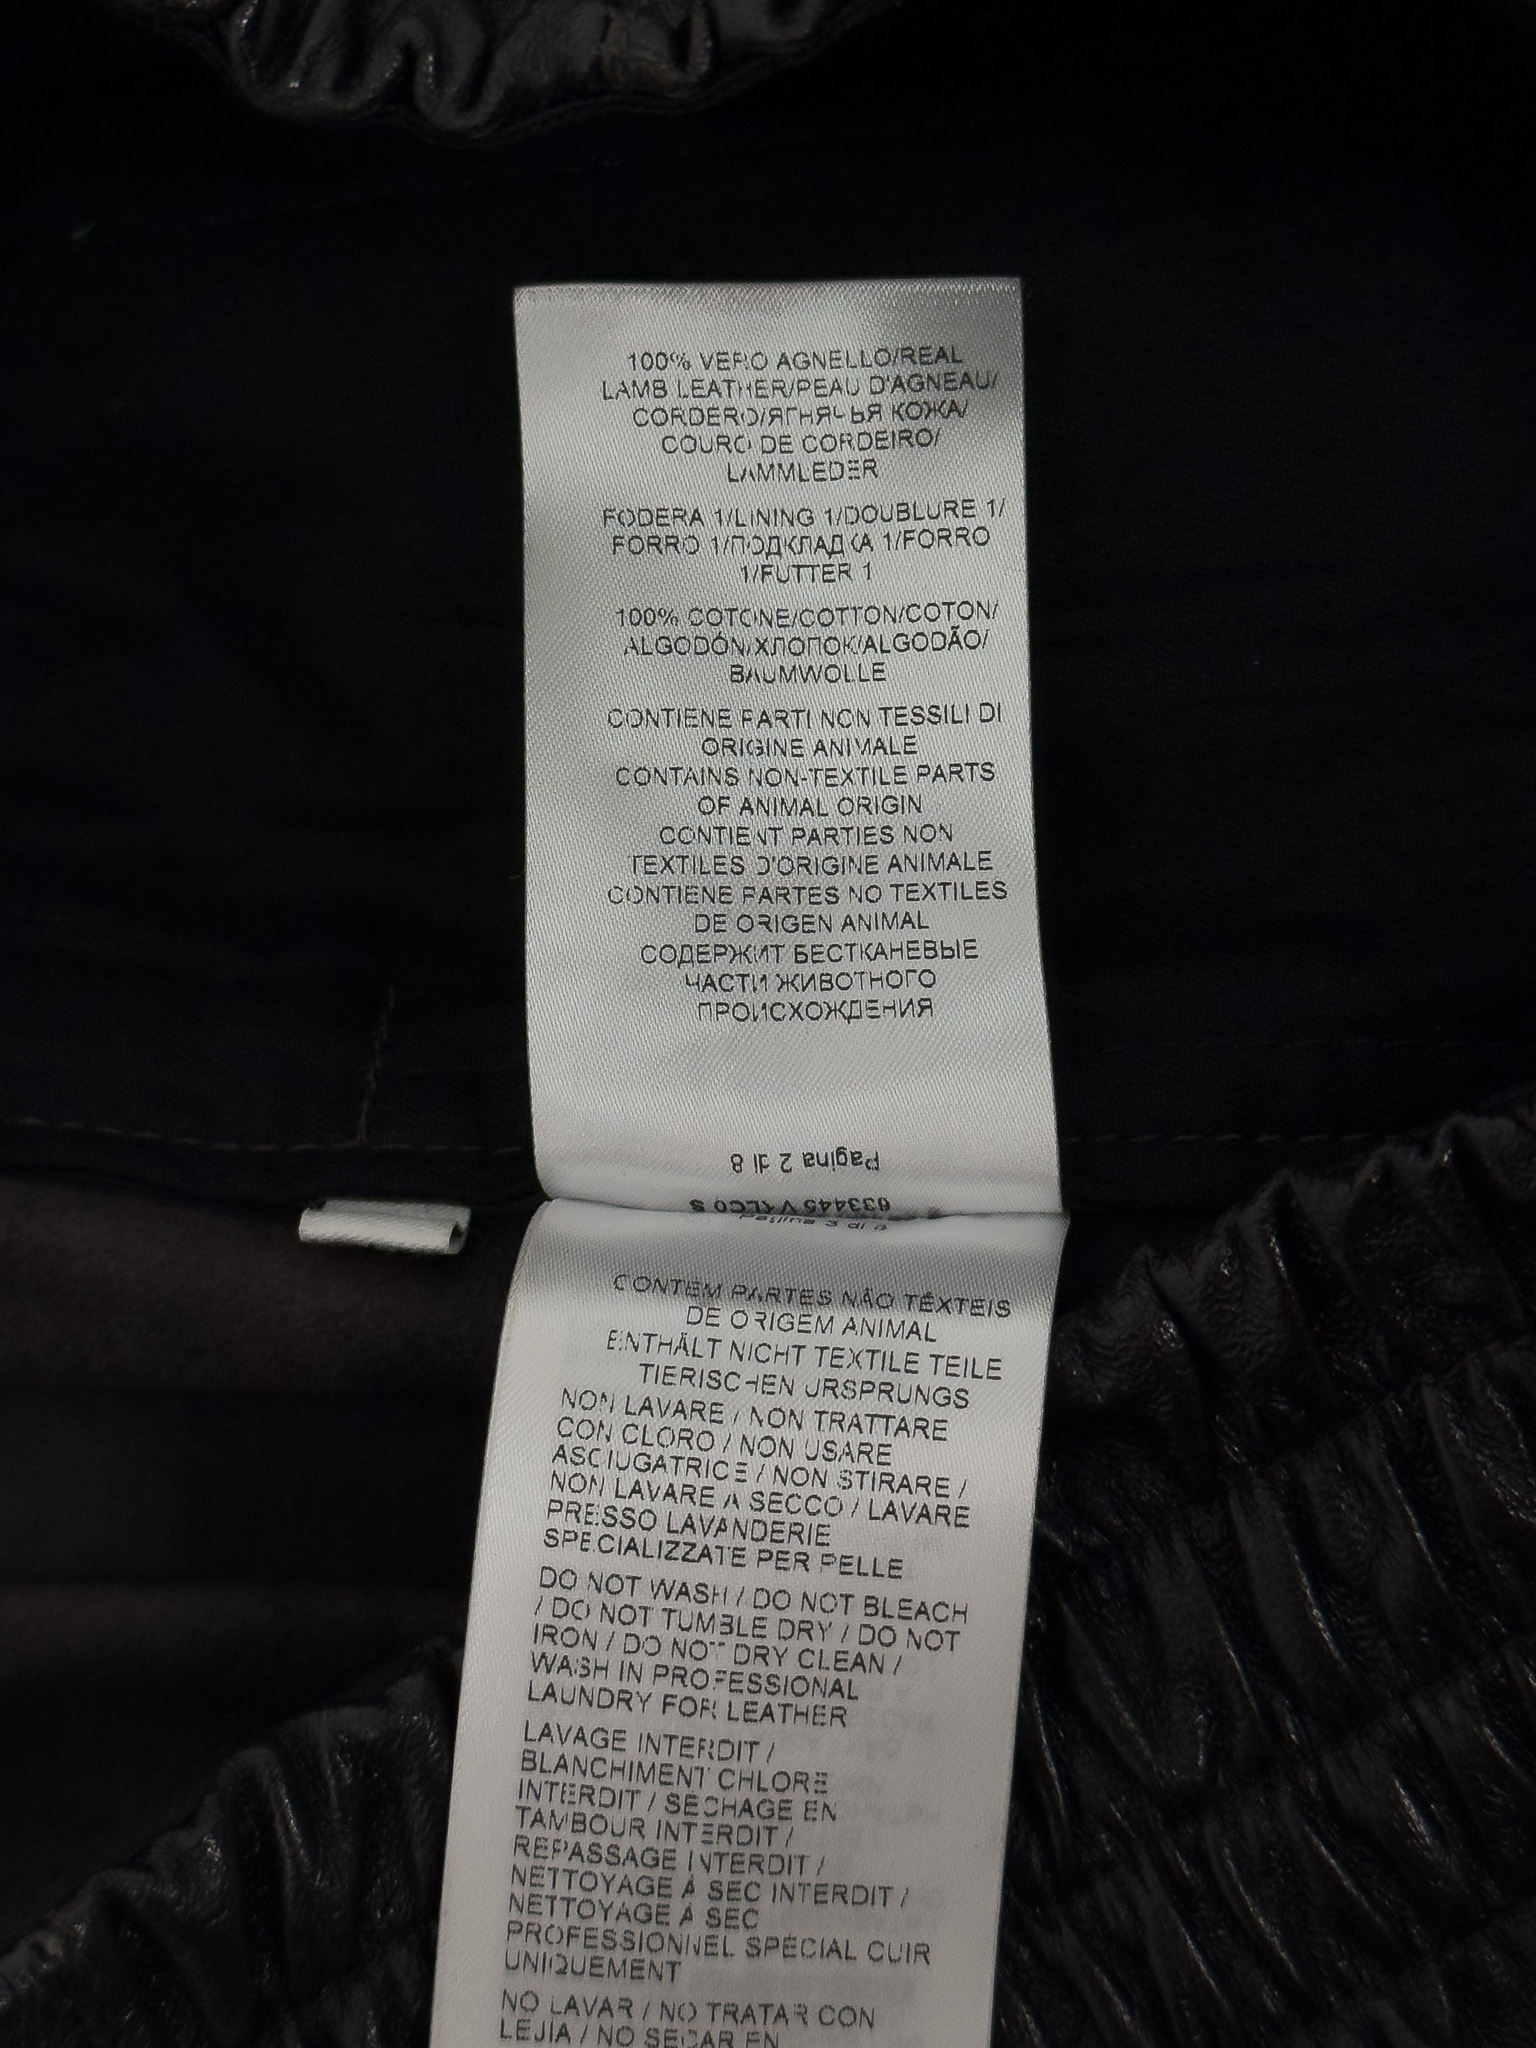 100% VERO AGNELLO/REAL
LAMB LEATHER/PEAU D'AGNEAU/
CORDERO/ЯГНЯЧЬЯ КОЖА/
COURO DE CORDEIRO/
LAMMLEDER
FODERA 1/LINING 1/DOUBLURE 1/
FORRO 1/ПОДКЛАДКА 1/FORRO
1/FUTTER 1
100% COTONE/COTTON/COTON/
ALGODÓN/ХЛОПОК/ALGODÃO/
BAUMWOLLE
CONTIENE PARTI NON TESSILI DI
ORIGINE ANIMALE
CONTAINS NON-TEXTILE PARTS
OF ANIMAL ORIGIN
CONTIENT PARTIES NON
TEXTILES D'ORIGINE ANIMALE
CONTIENE PARTES NO TEXTILES
DE ORIGEN ANIMAL
СОДЕРЖИТ БЕСТКАНЕВЫЕ
ЧАСТИ ЖИВОТНОГО
ПРОИСХОЖДЕНИЯ
Pagina 2 di 8
633445 V4LC0 S
CONTÉM PARTES NÃO TÊXTEIS
DE ORIGEM ANIMAL
ENTHÄLT NICHT TEXTILE TEILE
TIERISCHEN URSPRUNGS
NON LAVARE / NON TRATTARE
CON CLORO / NON USARE
ASCIUGATRICE / NON STIRARE /
NON LAVARE A SECCO / LAVARE
PRESSO LAVANDERIE
SPECIALIZZATE PER PELLE
DO NOT WASH / DO NOT BLEACH
/ DO NOT TUMBLE DRY / DO NOT
IRON / DO NOT DRY CLEAN /
WASH IN PROFESSIONAL
LAUNDRY FOR LEATHER
LAVAGE INTERDIT /
BLANCHIMENT CHLORE
INTERDIT / SECHAGE EN
TAMBOUR INTERDIT /
REPASSAGE INTERDIT /
NETTOYAGE À SEC INTERDIT /
NETTOYAGE À SEC
PROFESSIONNEL SPÉCIAL CUIR
UNIQUEMENT
NO LAVAR / NO TRATAR CON
LEJIA / NO SECAR EN